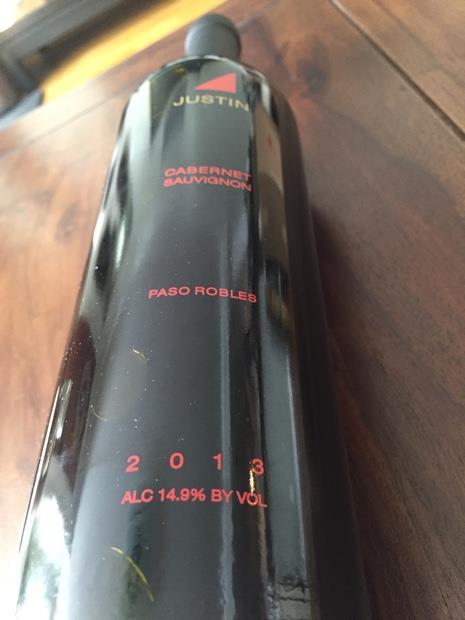 JUSTIN
CABERNET
SAUVIGNON
PASO ROBLES
2013
ALC 14.9% BY VOL